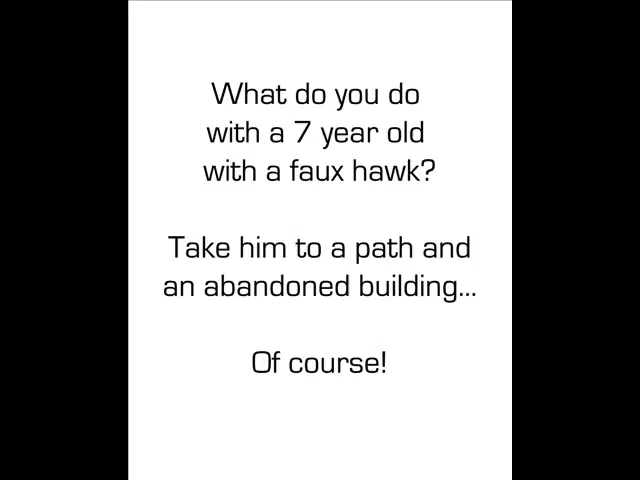 What do you do
with a 7 year old
with a faux hawk?
Take him to a path and
an abandoned building...
Of course!